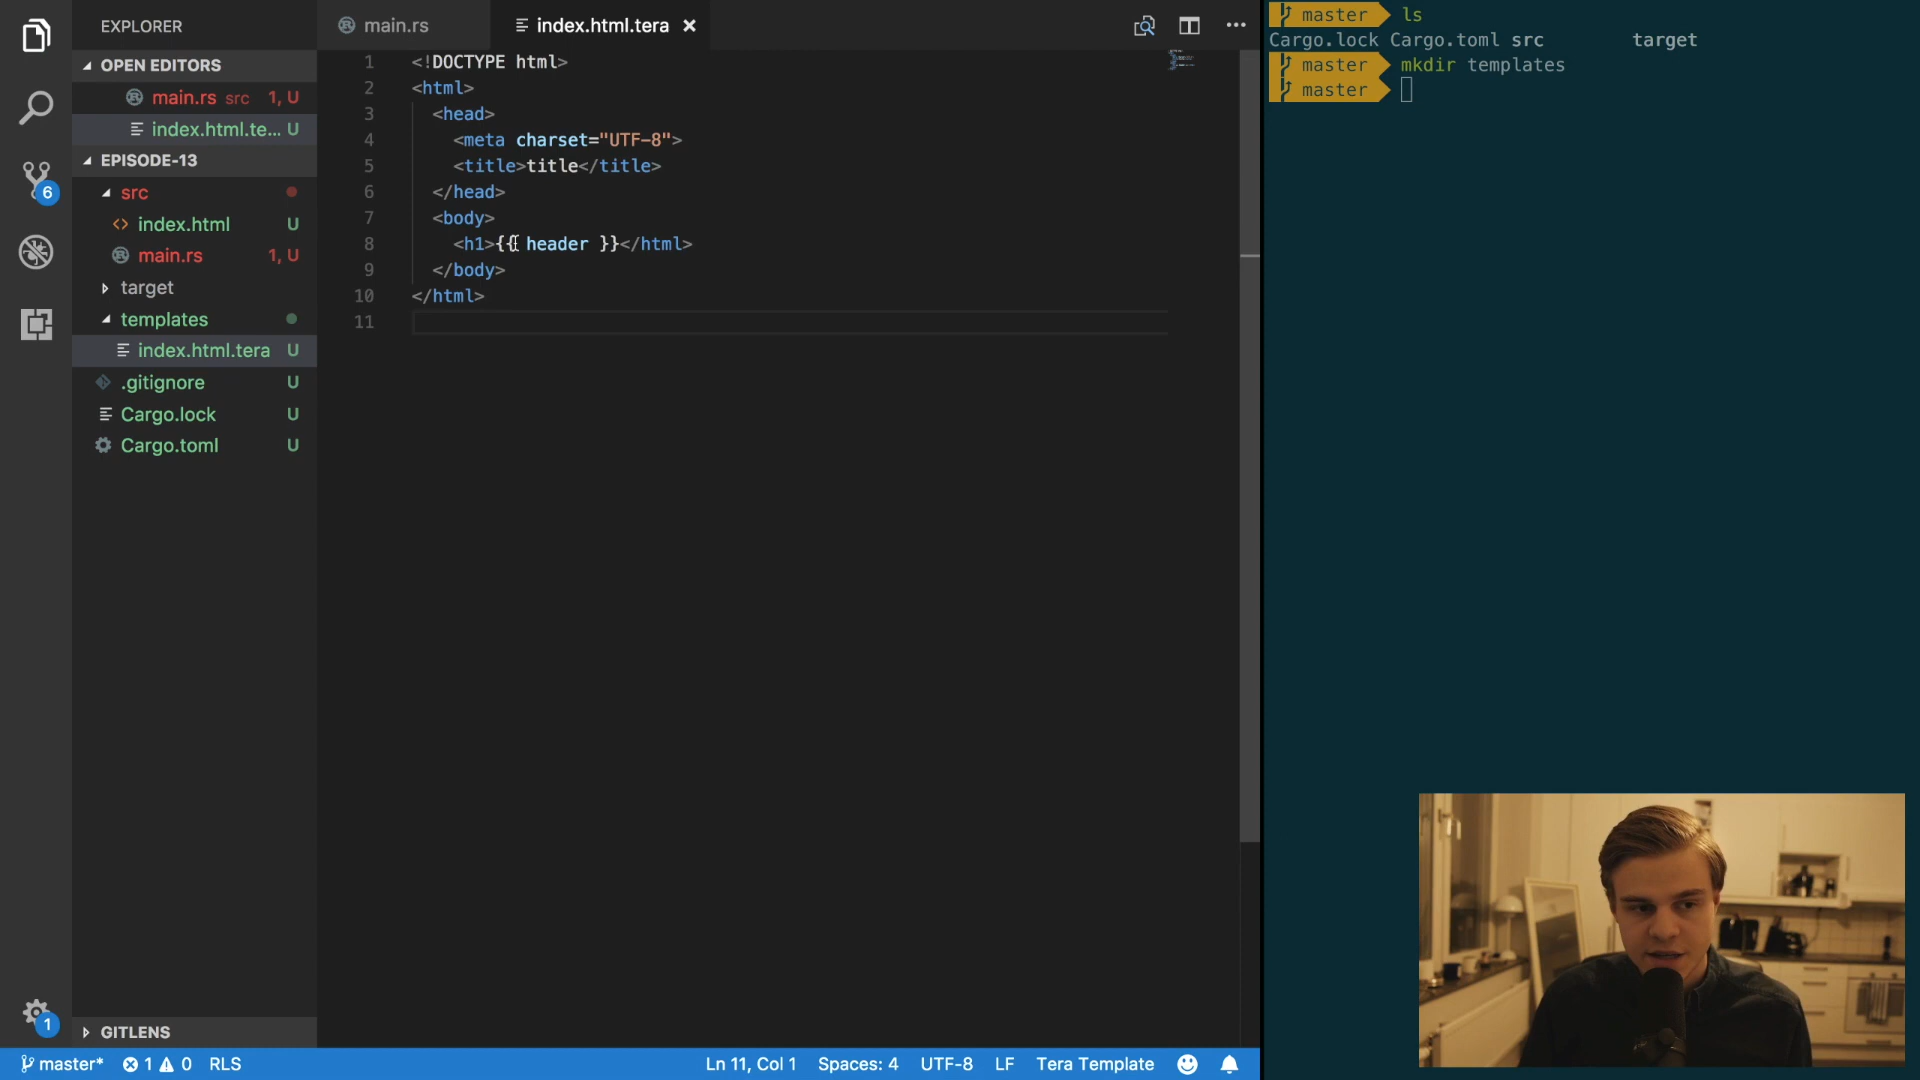 EXPLORER
OPEN EDITORS
main.rs src 1, U
index.html.te... U
EPISODE-13
src
index.html U
main.rs 1, U
target
templates
index.html.tera U
.gitignore U
Cargo.lock U
Cargo.toml U
GITLENS
6
1
main.rs index.html.tera
1 <!DOCTYPE html>
2 <html>
3 <head>
4 <meta charset="UTF-8">
5 <title>title</title>
6 </head>
7 <body>
8 <h1>{{ header }}</html>
9 </body>
10 </html>
11
master ls
Cargo.lock Cargo.toml src target
master mkdir templates
master
master* 1 0 RLS Ln 11, Col 1 Spaces: 4 UTF-8 LF Tera Template